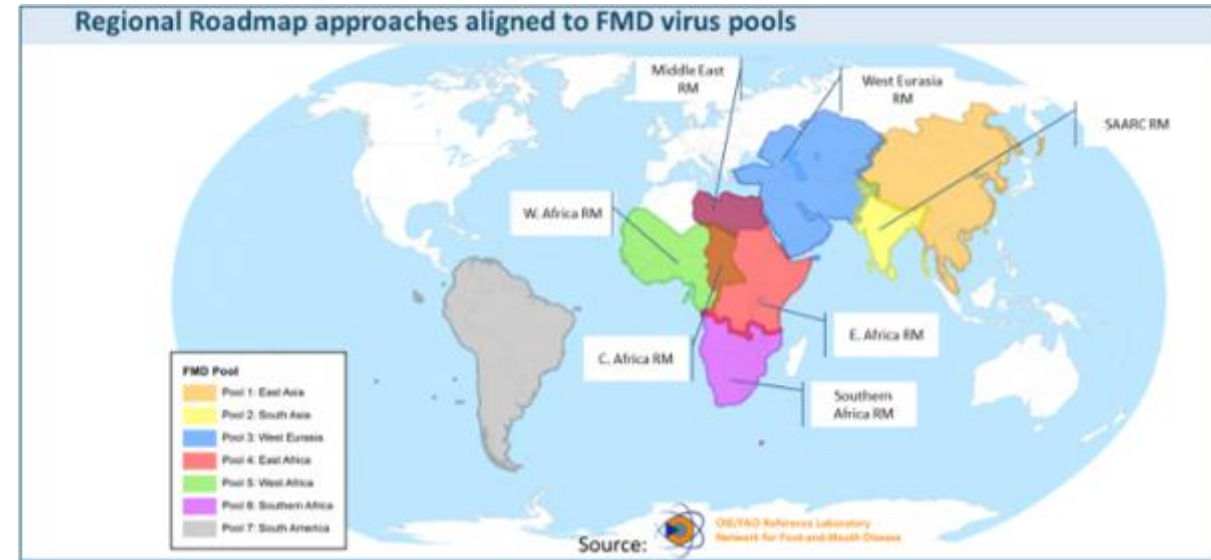 Regional Roadmap approaches aligned to FMD virus pools
Middle East
RM
West Eurasia
RM
SAARC RM
W. Africa RM
C. Africa RM
E. Africa RM
Southern
Africa RM
FMD Pool
Pool 1: East Asia
Pool 2: South Asia
Pool 3: West Eurasia
Pool 4: East Africa
Pool 5: West Africa
Pool 6: Southern Africa
Pool 7: South America
Source:
OIE/FAO Reference Laboratory
Network for Foot-and-Mouth Disease